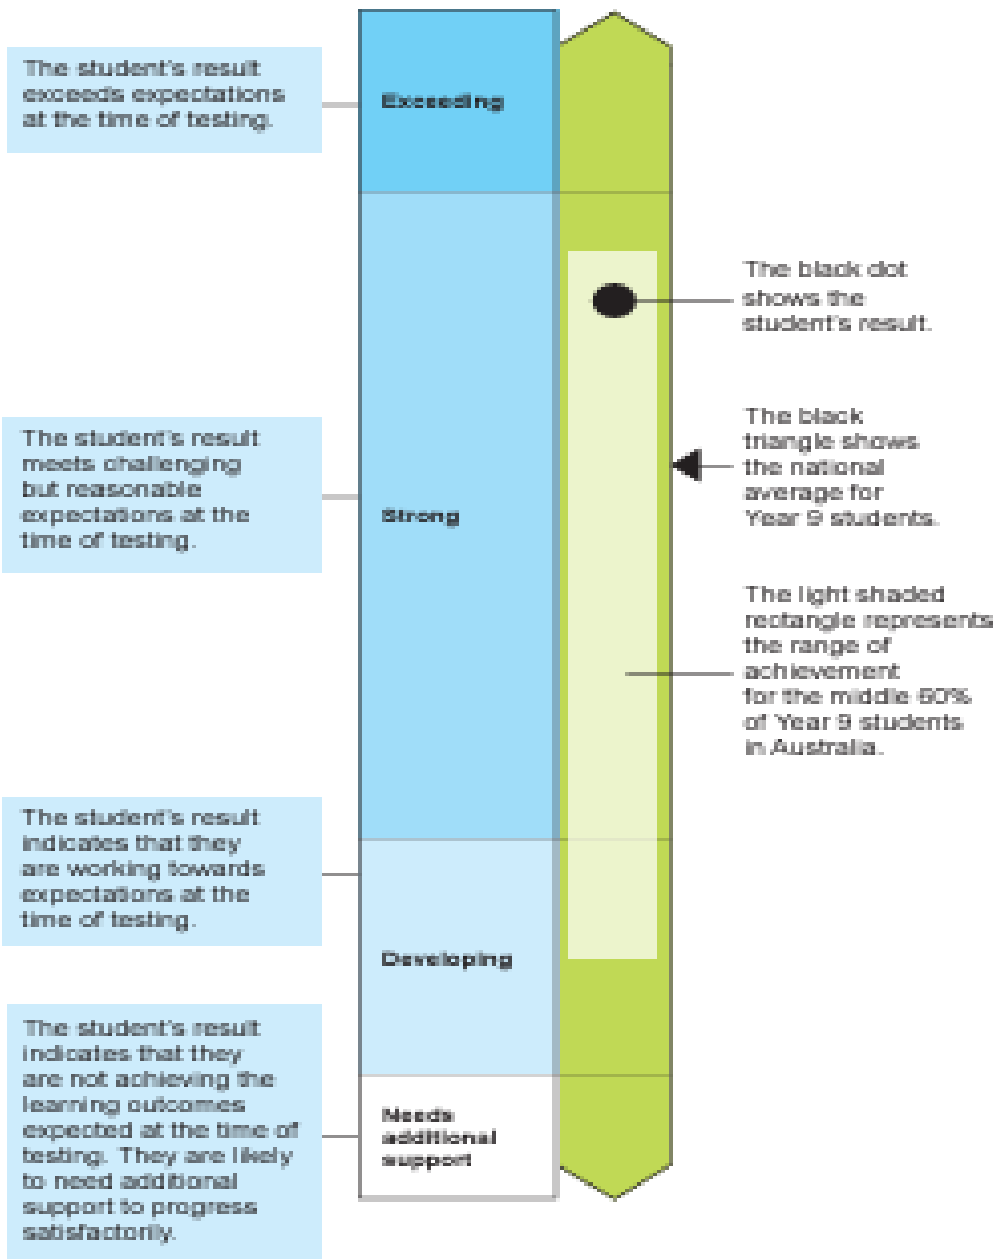 The student's result
exceeds expectations
at the time of testing.
Exceeding
The black dot
shows the
student's result.
The student's result
meets challenging
but reasonable
expectations at the
time of testing.
Strong
The black
triangle shows
the national
average for
Year 9 students.
The light shaded
rectangle represents
the range of
achievement
for the middle 60%
of Year 9 students
in Australia.
The student's result
indicates that they
are working towards
expectations at the
time of testing.
Developing
The student's result
indicates that they
are not achieving the
learning outcomes
expected at the time of
testing. They are likely
to need additional
support to progress
satisfactorily.
Needs
additional
support